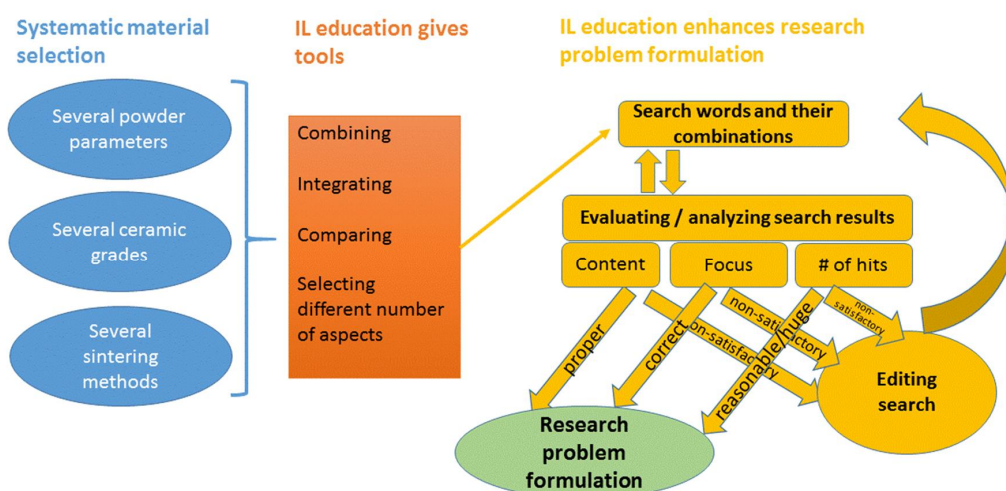 Systematic material
selection
Several powder
parameters
Several ceramic
grades
Several
sintering
methods
IL education gives
tools
Combining
Integrating
Comparing
Selecting
different number
of aspects
IL education enhances research
problem formulation
Search words and their
combinations
Evaluating / analyzing search results
Content
Focus
# of hits
proper
non-satisfactory
correct
non-satisfactory
reasonable/huge
non-
satisfactory
Editing
search
Research
problem
formulation